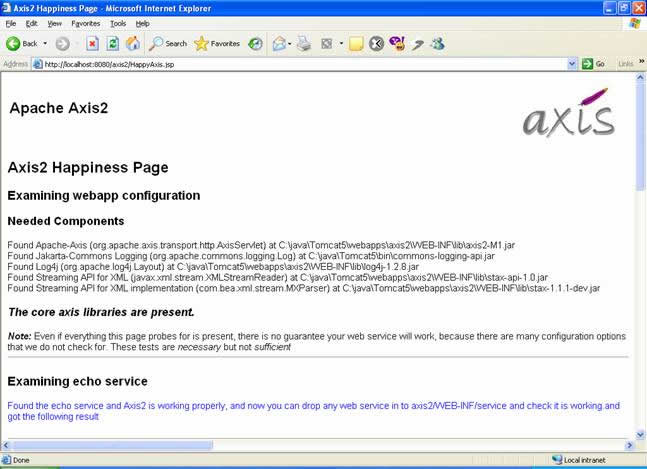 Axis2 Happiness Page - Microsoft Internet Explorer
File Edit View Favorites Tools Help
Back Search Favorites
Address http://localhost:8080/axis2/HappyAxis.jsp Go Links »
Apache Axis2
axis
Axis2 Happiness Page
Examining webapp configuration
Needed Components
Found Apache-Axis (org.apache.axis.transport.http.AxisServlet) at C:\java\Tomcat5\webapps\axis2\WEB-INF\lib\axis2-M1.jar
Found Jakarta-Commons Logging (org.apache.commons.logging.Log) at C:\java\Tomcat5\bin\commons-logging-api.jar
Found Log4j (org.apache.log4j.Layout) at C:\java\Tomcat5\webapps\axis2\WEB-INF\lib\log4j-1.2.8.jar
Found Streaming API for XML (javax.xml.stream.XMLStreamReader) at C:\java\Tomcat5\webapps\axis2\WEB-INF\lib\stax-api-1.0.jar
Found Streaming API for XML implementation (com.bea.xml.stream.MXParser) at C:\java\Tomcat5\webapps\axis2\WEB-INF\lib\stax-1.1.1-dev.jar
The core axis libraries are present.
Note: Even if everything this page probes for is present, there is no guarantee your web service will work, because there are many configuration options
that we do not check for. These tests are necessary but not sufficient
Examining echo service
Found the echo service and Axis2 is working properly, and now you can drop any web service in to axis2/WEB-INF/service and check it is working and
got the following result
Done Local intranet